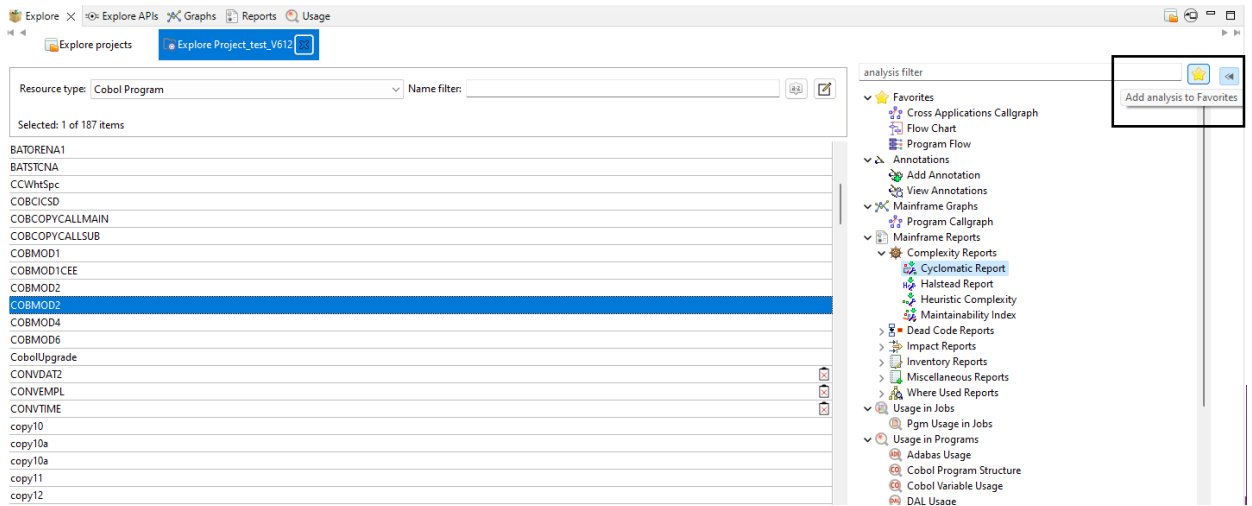 Explore Explore APIs Graphs Reports Usage
Explore projects Explore Project_test_V612
Resource type: Cobol Program Name filter:
Selected: 1 of 187 items
BATORENA1
BATSTCNA
CCWhtSpc
COBCICSD
COBCOPYCALLMAIN
COBCOPYCALLSUB
COBMOD1
COBMOD1CEE
COBMOD2
COBMOD2
COBMOD4
COBMOD6
CobolUpgrade
CONVDAT2
CONVEMPL
CONVTIME
copy10
copy10a
copy10a
copy11
copy12
analysis filter
Add analysis to Favorites
Favorites
Cross Applications Callgraph
Flow Chart
Program Flow
Annotations
Add Annotation
View Annotations
Mainframe Graphs
Program Callgraph
Mainframe Reports
Complexity Reports
Cyclomatic Report
Halstead Report
Heuristic Complexity
Maintainability Index
Dead Code Reports
Impact Reports
Inventory Reports
Miscellaneous Reports
Where Used Reports
Usage in Jobs
Pgm Usage in Jobs
Usage in Programs
Adabas Usage
Cobol Program Structure
Cobol Variable Usage
DAL Usage